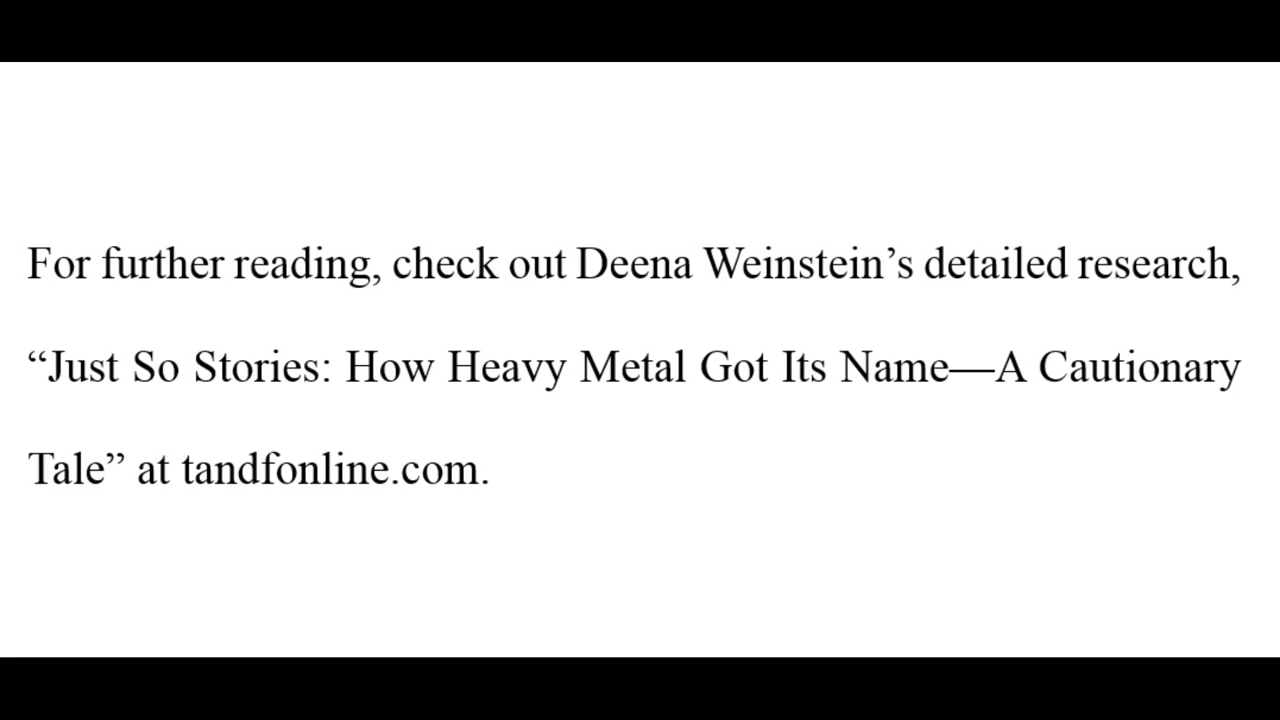 For further reading, check out Deena Weinstein’s detailed research,
“Just So Stories: How Heavy Metal Got Its Name—A Cautionary
Tale” at tandfonline.com.